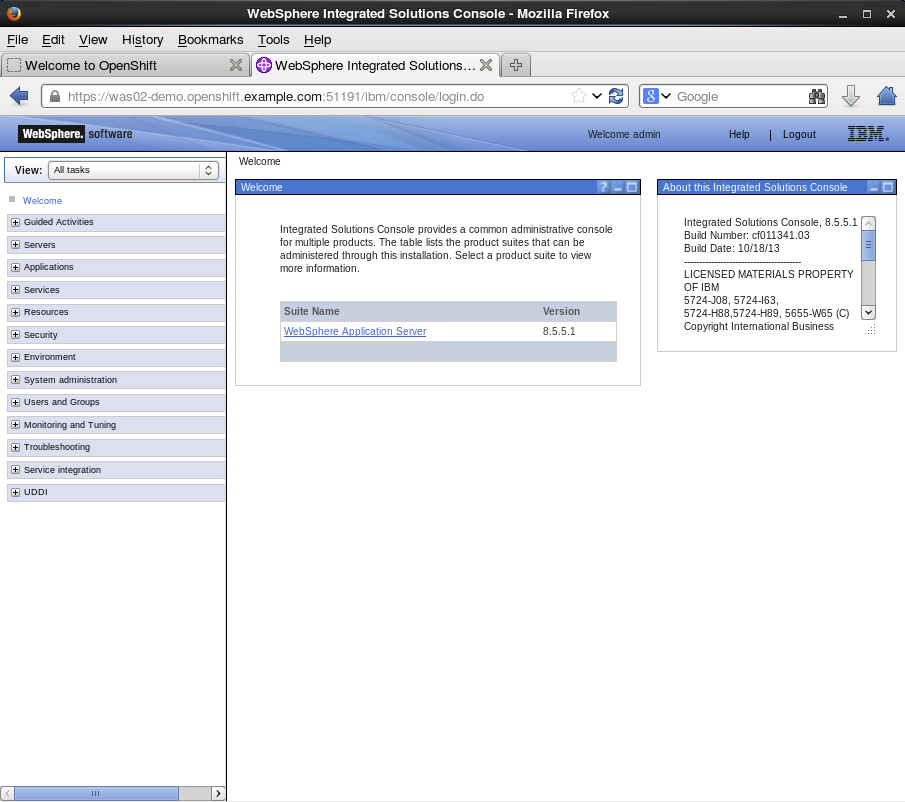 WebSphere Integrated Solutions Console - Mozilla Firefox
File Edit View History Bookmarks Tools Help
Welcome to OpenShift
WebSphere Integrated Solutions...
https://was02-demo.openshift.example.com:51191/ibm/console/login.do
8 Google
WebSphere. software
Welcome admin
Help | Logout
IBM.
View: All tasks
Welcome
Guided Activities
Servers
Applications
Services
Resources
Security
Environment
System administration
Users and Groups
Monitoring and Tuning
Troubleshooting
Service integration
UDDI
Welcome
Welcome
?
Integrated Solutions Console provides a common administrative console
for multiple products. The table lists the product suites that can be
administered through this installation. Select a product suite to view
more information.
Suite Name Version
WebSphere Application Server 8.5.5.1
About this Integrated Solutions Console
Integrated Solutions Console, 8.5.5.1
Build Number: cf011341.03
Build Date: 10/18/13
----------------------------------------
LICENSED MATERIALS PROPERTY
OF IBM
5724-J08, 5724-I63,
5724-H88,5724-H89, 5655-W65 (C)
Copyright International Business